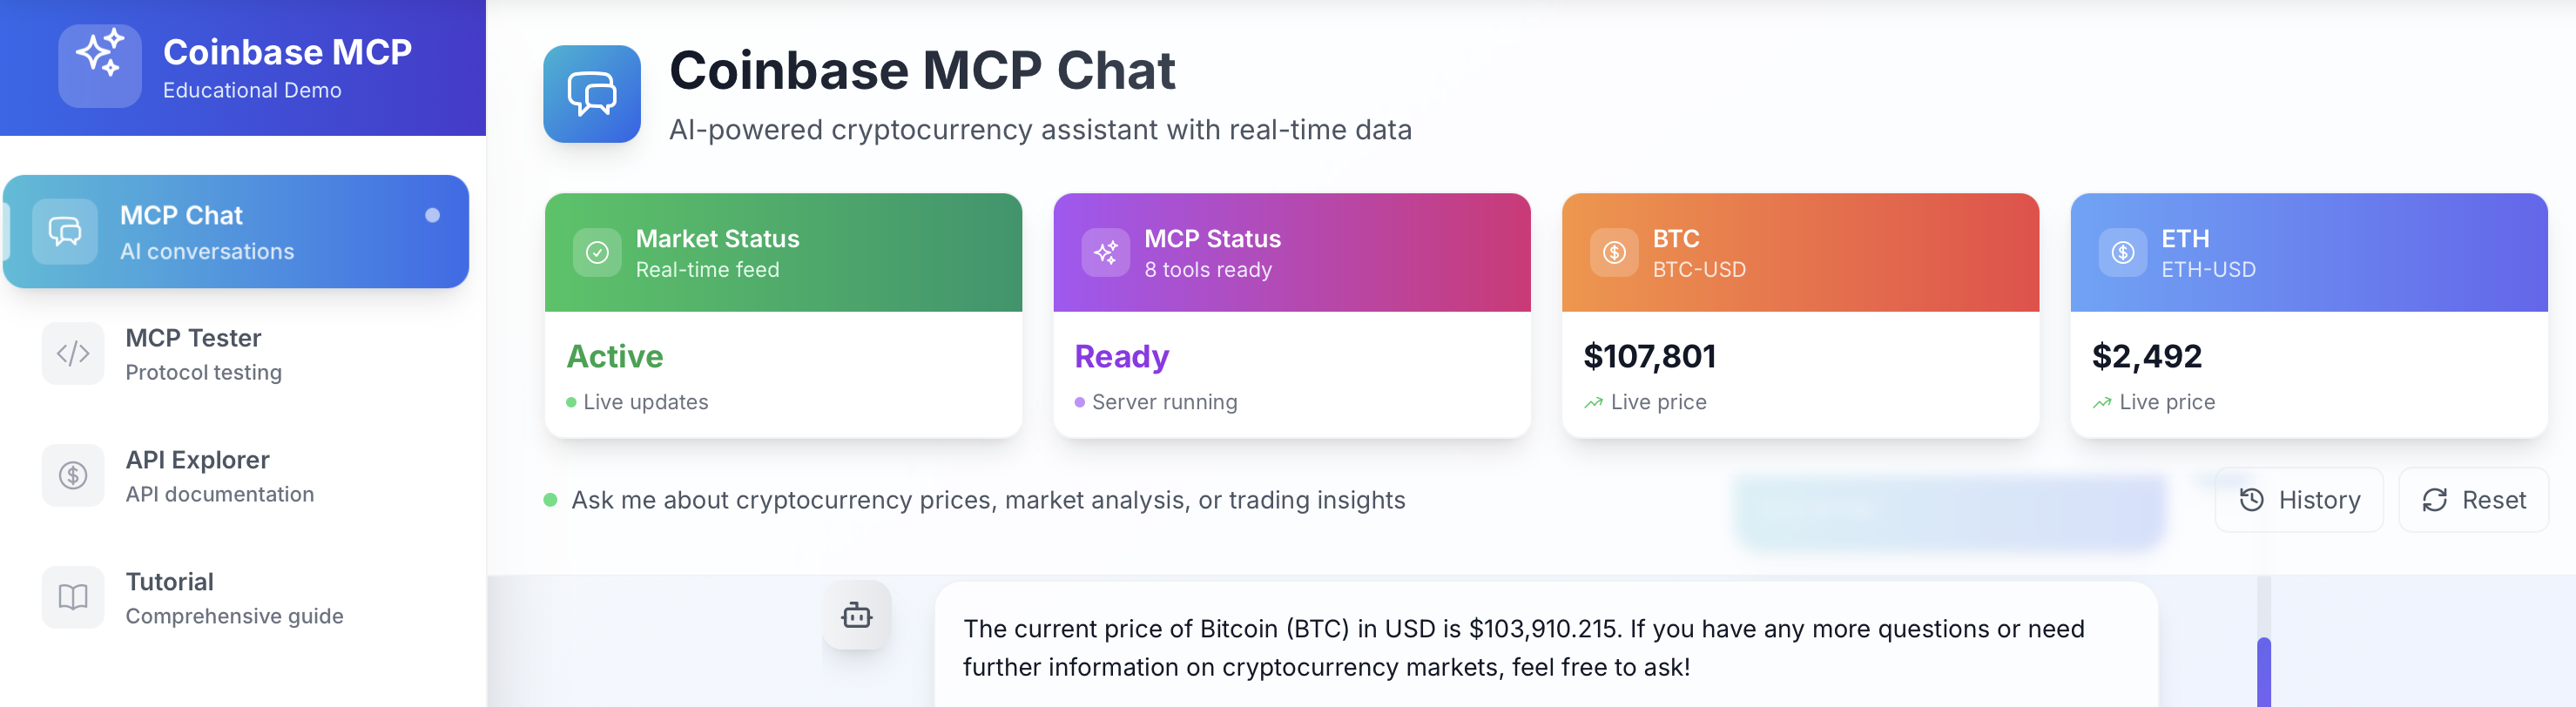 Coinbase MCP
Educational Demo
MCP Chat
AI conversations
MCP Tester
Protocol testing
API Explorer
API documentation
Tutorial
Comprehensive guide
Coinbase MCP Chat
AI-powered cryptocurrency assistant with real-time data
Market Status
Real-time feed
Active
Live updates
MCP Status
8 tools ready
Ready
Server running
BTC
BTC-USD
$107,801
Live price
ETH
ETH-USD
$2,492
Live price
Ask me about cryptocurrency prices, market analysis, or trading insights
History
Reset
The current price of Bitcoin (BTC) in USD is $103,910.215. If you have any more questions or need
further information on cryptocurrency markets, feel free to ask!